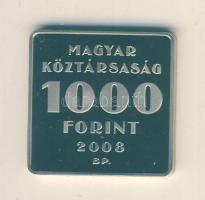 MAGYAR
KÖZTÁRSASÁG
1000
FORINT
2008
BP.